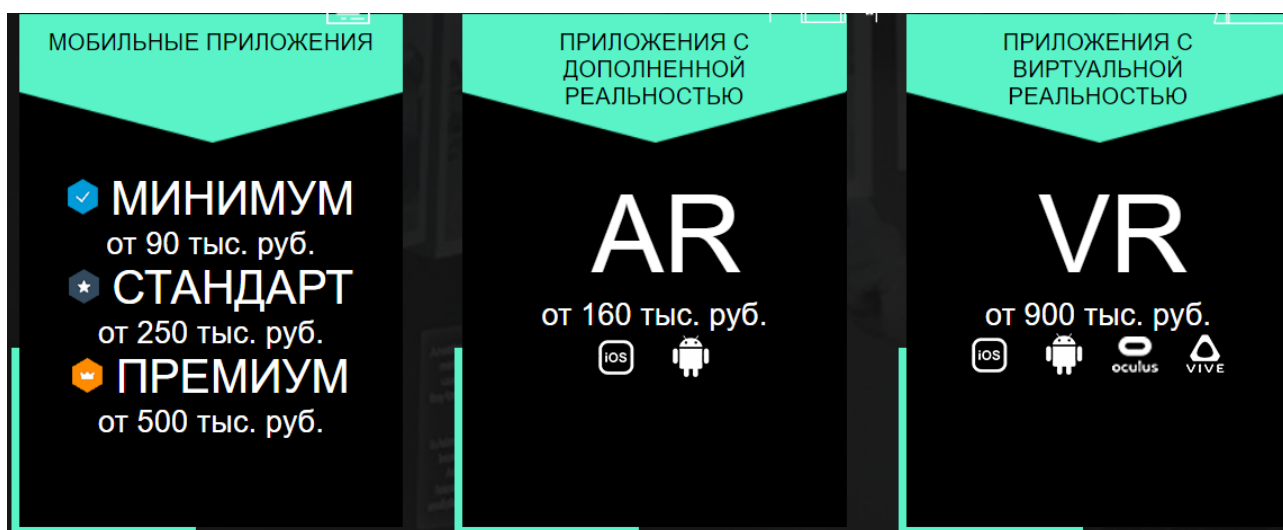 МОБИЛЬНЫЕ ПРИЛОЖЕНИЯ
МИНИМУМ
от 90 тыс. руб.
СТАНДАРТ
от 250 тыс. руб.
ПРЕМИУМ
от 500 тыс. руб.
ПРИЛОЖЕНИЯ С
ДОПОЛНЕННОЙ
РЕАЛЬНОСТЬЮ
AR
от 160 тыс. руб.
iOS
ПРИЛОЖЕНИЯ С
ВИРТУАЛЬНОЙ
РЕАЛЬНОСТЬЮ
VR
от 900 тыс. руб.
iOS oculus VIVE